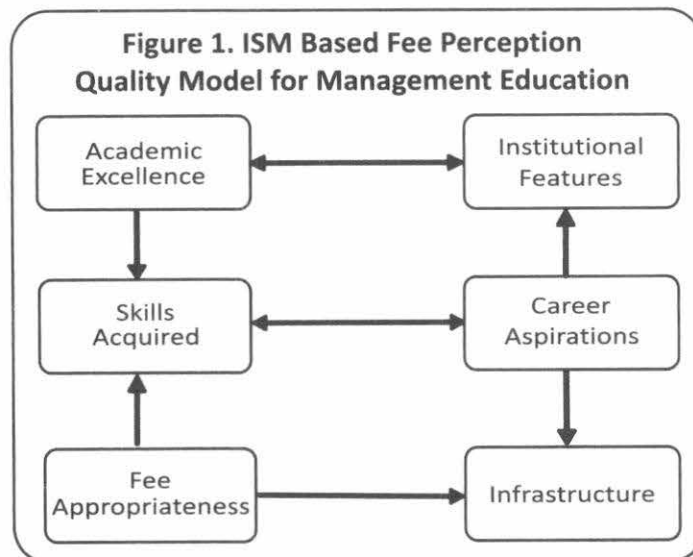 Figure 1. ISM Based Fee Perception
Quality Model for Management Education
Academic
Excellence
Institutional
Features
Skills
Acquired
Career
Aspirations
Fee
Appropriateness
Infrastructure